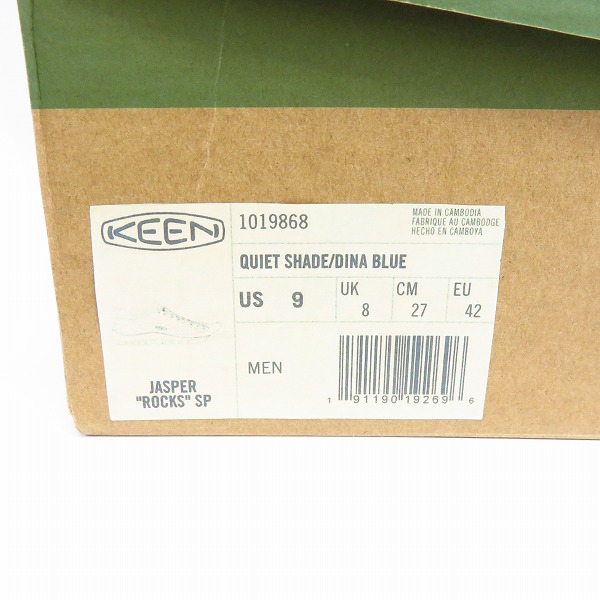 KEEN
1019868
MADE IN CAMBODIA
FABRIQUE AU CAMBODGE
HECHO EN CAMBOYA
QUIET SHADE/DINA BLUE
US 9
UK 8
CM 27
EU 42
MEN
JASPER
"ROCKS" SP
1 91190 19269 6